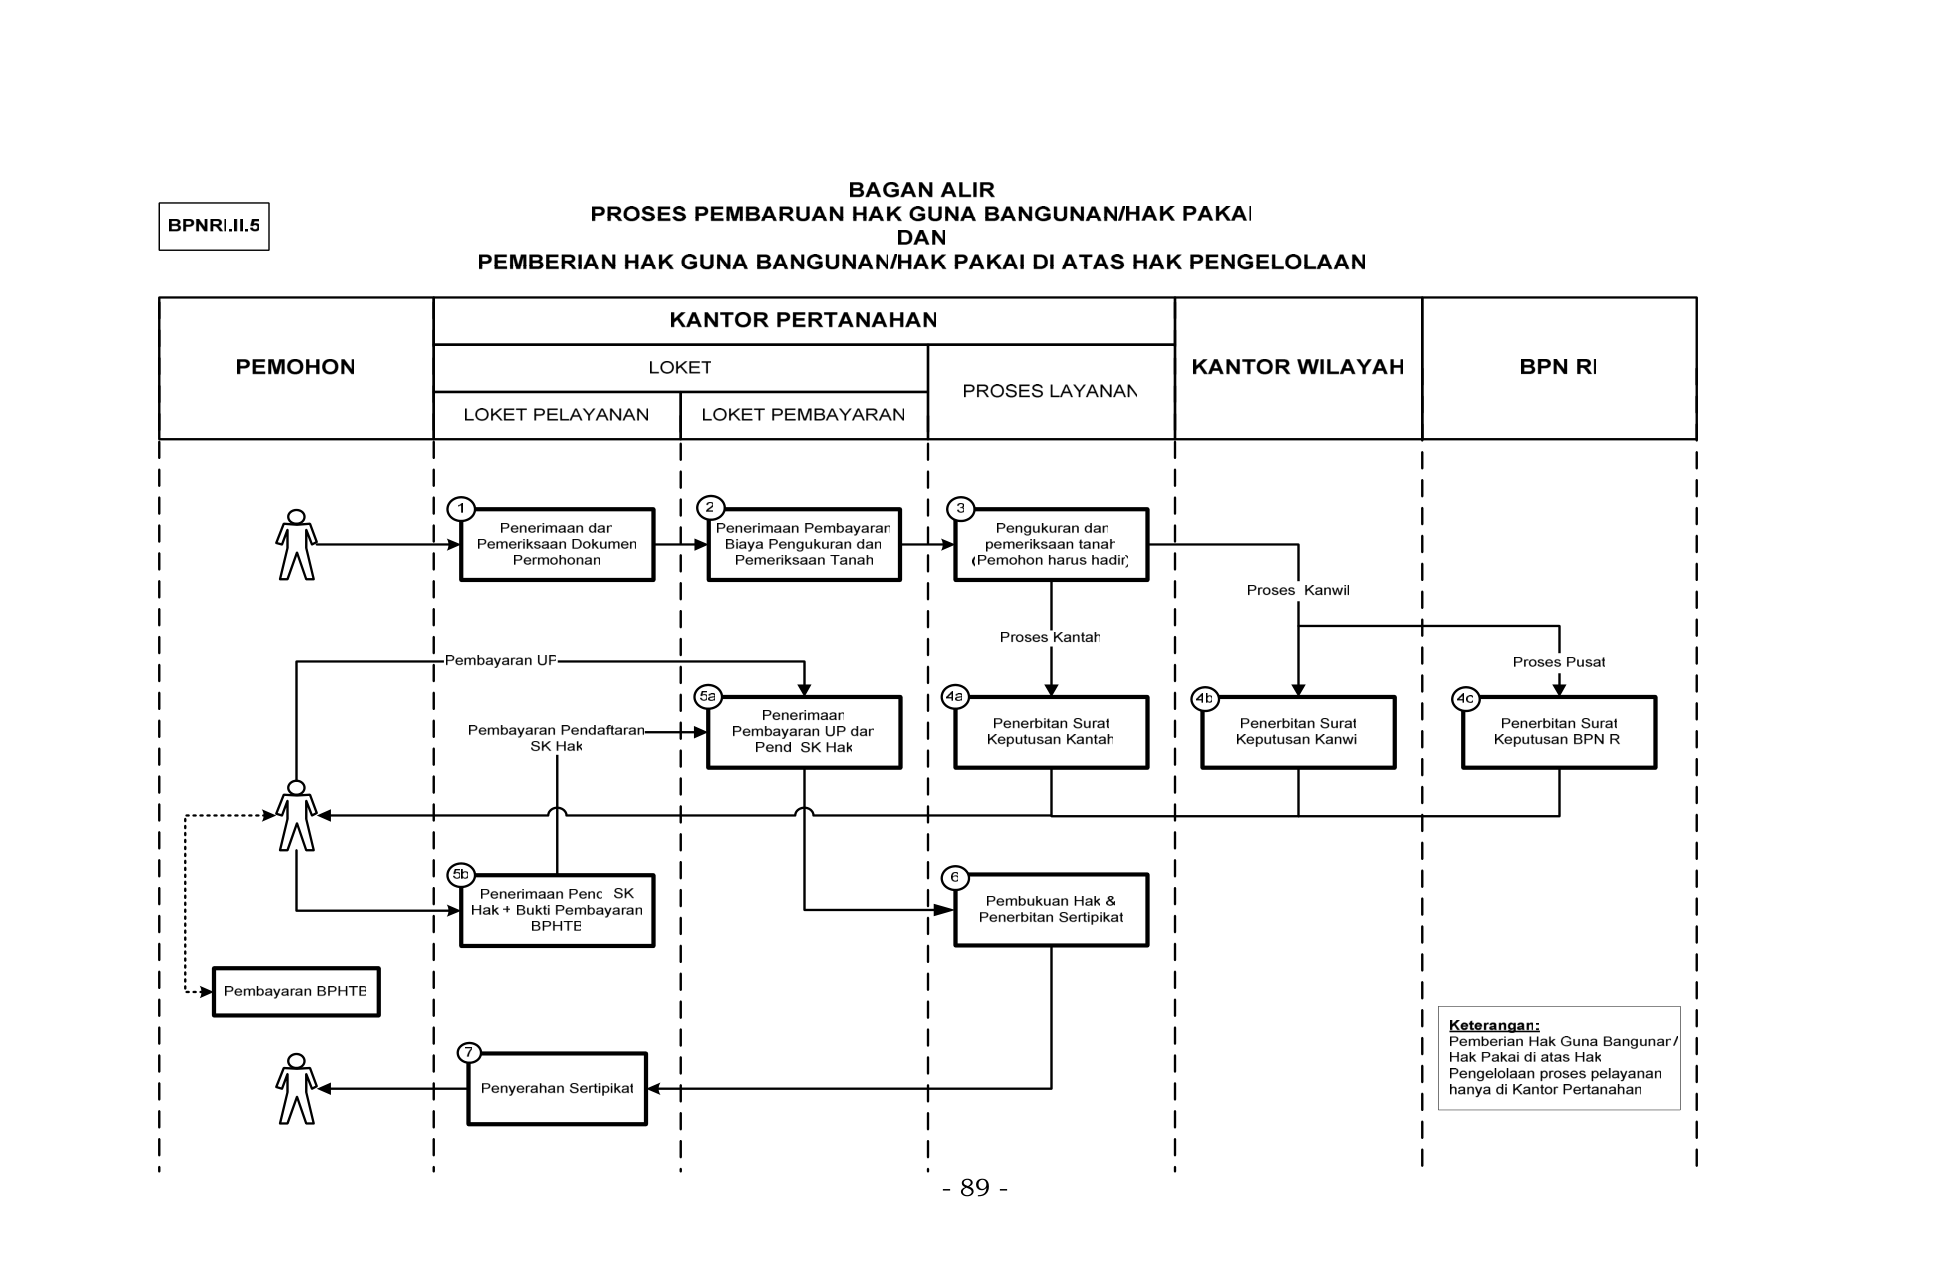 BAGAN ALIR
PROSES PEMBARUAN HAK GUNA BANGUNAN/HAK PAKAI
DAN
PEMBERIAN HAK GUNA BANGUNAN/HAK PAKAI DI ATAS HAK PENGELOLAAN
BPNRI.II.5
PEMOHON
KANTOR PERTANAHAN
LOKET
LOKET PELAYANAN
LOKET PEMBAYARAN
PROSES LAYANAN
KANTOR WILAYAH
BPN RI
1
Penerimaan dan
Pemeriksaan Dokumen
Permohonan
2
Penerimaan Pembayaran
Biaya Pengukuran dan
Pemeriksaan Tanah
3
Pengukuran dan
pemeriksaan tanah
(Pemohon harus hadir)
Proses Kanwil
Proses Kantah
Proses Pusat
Pembayaran UP
Pembayaran Pendaftaran
SK Hak
5a
Penerimaan
Pembayaran UP dan
Pend SK Hak
4a
Penerbitan Surat
Keputusan Kantah
4b
Penerbitan Surat
Keputusan Kanwi
4c
Penerbitan Surat
Keputusan BPN R
5b
Penerimaan Pend SK
Hak + Bukti Pembayaran
BPHTB
6
Pembukuan Hak &
Penerbitan Sertipikat
Pembayaran BPHTB
7
Penyerahan Sertipikat
Keterangan:
Pemberian Hak Guna Bangunan/
Hak Pakai di atas Hak
Pengelolaan proses pelayanan
hanya di Kantor Pertanahan
- 89 -